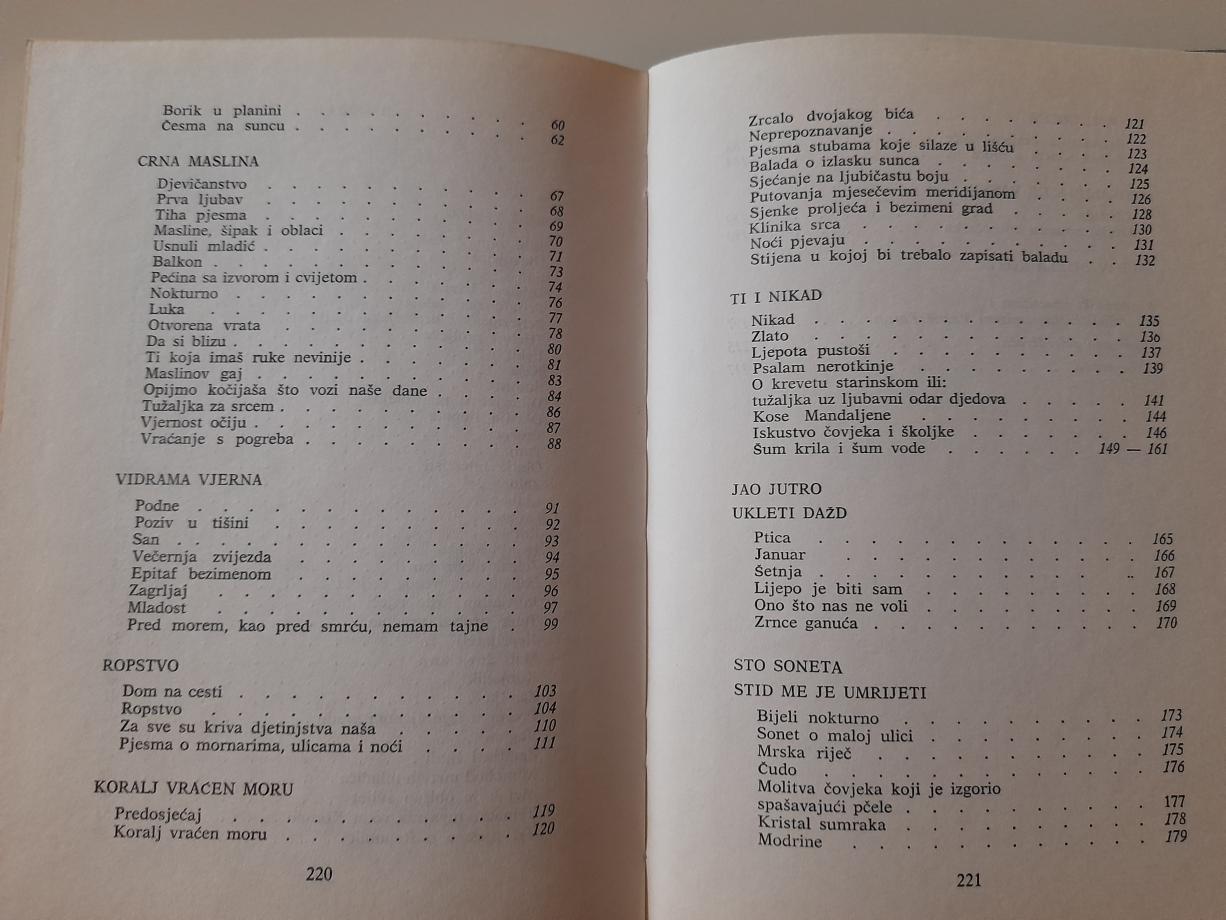 Borik u planini . . . . . . . . . . 60
Česma na suncu . . . . . . . . . . 62
CRNA MASLINA
Djevičanstvo . . . . . . . . . . 67
Prva ljubav . . . . . . . . . . 68
Tiha pjesma . . . . . . . . . . 69
Masline, šipak i oblaci . . . . . . . . 70
Usnuli mladić . . . . . . . . . . 71
Balkon . . . . . . . . . . . . 73
Pećina sa izvorom i cvijetom . . . . . . . 74
Nokturno . . . . . . . . . . . 76
Luka . . . . . . . . . . . . 77
Otvorena vrata . . . . . . . . . 78
Da si blizu . . . . . . . . . . . 80
Ti koja imaš ruke nevinije . . . . . . . 81
Maslinov gaj . . . . . . . . . . 83
Opijmo kočijaša što vozi naše dane . . . . 84
Tužaljka za srcem . . . . . . . . . . 86
Vjernost očiju . . . . . . . . . . 87
Vraćanje s pogreba . . . . . . . . . 88
VIDRAMA VJERNA
Podne . . . . . . . . . . . . 91
Poziv u tišini . . . . . . . . . . 92
San . . . . . . . . . . . . . 93
Večernja zvijezda . . . . . . . . . 94
Epitaf bezimenom . . . . . . . . . 95
Zagrljaj . . . . . . . . . . . 96
Mladost . . . . . . . . . . . 97
Pred morem, kao pred smrću, nemam tajne . 99
ROPSTVO
Dom na cesti . . . . . . . . . . . 103
Ropstvo . . . . . . . . . . . . 104
Za sve su kriva djetinjstva naša . . . . . . 110
Pjesma o mornarima, ulicama i noći . . . . 111
KORALJ VRAĆEN MORU
Predosjećaj . . . . . . . . . . . 119
Koralj vraćen moru . . . . . . . . . 120
220
Zrcalo dvojakog bića . . . . . . . 121
Neprepoznavanje . . . . . . . . . 122
Pjesma stubama koje silaze u lišću . . . . 123
Balada o izlasku sunca . . . . . . . 124
Sjećanje na ljubičastu boju . . . . . . . 125
Putovanja mjesečevim meridijanom . . . . 126
Sjenke proljeća i bezimeni grad . . . . . 128
Klinika srca . . . . . . . . . . 130
Noći pjevaju . . . . . . . . . . . 131
Stijena u kojoj bi trebalo zapisati baladu . . 132
TI I NIKAD
Nikad . . . . . . . . . . . . 135
Zlato . . . . . . . . . . . . 136
Ljepota pustoši . . . . . . . . . 137
Psalam nerotkinje . . . . . . . . . 139
O krevetu starinskom ili:
tužaljka uz ljubavni odar djedova . . . . . 141
Kose Mandaljene . . . . . . . . 144
Iskustvo čovjeka i školjke . . . . . . . 146
Šum krila i šum vode . . . . . . 149 — 161
JAO JUTRO
UKLETI DAŽD
Ptica . . . . . . . . . . . . 165
Januar . . . . . . . . . . . 166
Šetnja . . . . . . . . . . . .. 167
Lijepo je biti sam . . . . . . . . . 168
Ono što nas ne voli . . . . . . . . 169
Zrnce ganuća . . . . . . . . . . . 170
STO SONETA
STID ME JE UMRIJETI
Bijeli nokturno . . . . . . . . . 173
Sonet o maloj ulici . . . . . . . . . 174
Mrska riječ . . . . . . . . . . 175
Čudo . . . . . . . . . . . . 176
Molitva čovjeka koji je izgorio
spašavajući pčele . . . . . . . . . . 177
Kristal sumraka . . . . . . . . . 178
Modrine . . . . . . . . . . . 179
221